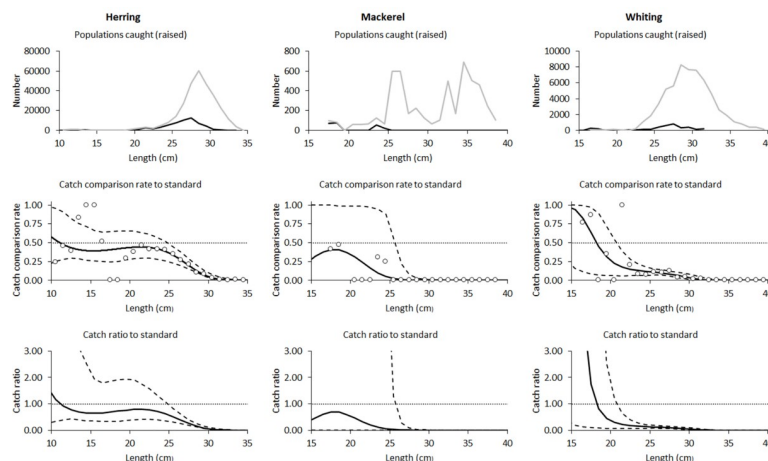 Herring
Populations caught (raised)
80000
60000
40000
20000
0
Number
10 15 20 25 30 35
Length (cm)
Catch comparison rate to standard
1.00
0.75
0.50
0.25
0.00
Catch comparison rate
10 15 20 25 30 35
Length (cm)
Catch ratio to standard
3.00
2.00
1.00
0.00
Catch ratio
10 15 20 25 30 35
Length (cm)
Mackerel
Populations caught (raised)
800
600
400
200
0
Number
15 20 25 30 35 40
Length (cm)
Catch comparison rate to standard
1.00
0.75
0.50
0.25
0.00
Catch comparison rate
15 20 25 30 35 40
Length (cm)
Catch ratio to standard
3.00
2.00
1.00
0.00
Catch ratio
15 20 25 30 35 40
Length (cm)
Whiting
Populations caught (raised)
10000
8000
6000
4000
2000
0
Number
15 20 25 30 35 40
Length (cm)
Catch comparison rate to standard
1.00
0.75
0.50
0.25
0.00
Catch comparison rate
15 20 25 30 35 40
Length (cm)
Catch ratio to standard
3.00
2.00
1.00
0.00
Catch ratio
15 20 25 30 35 40
Length (cm)